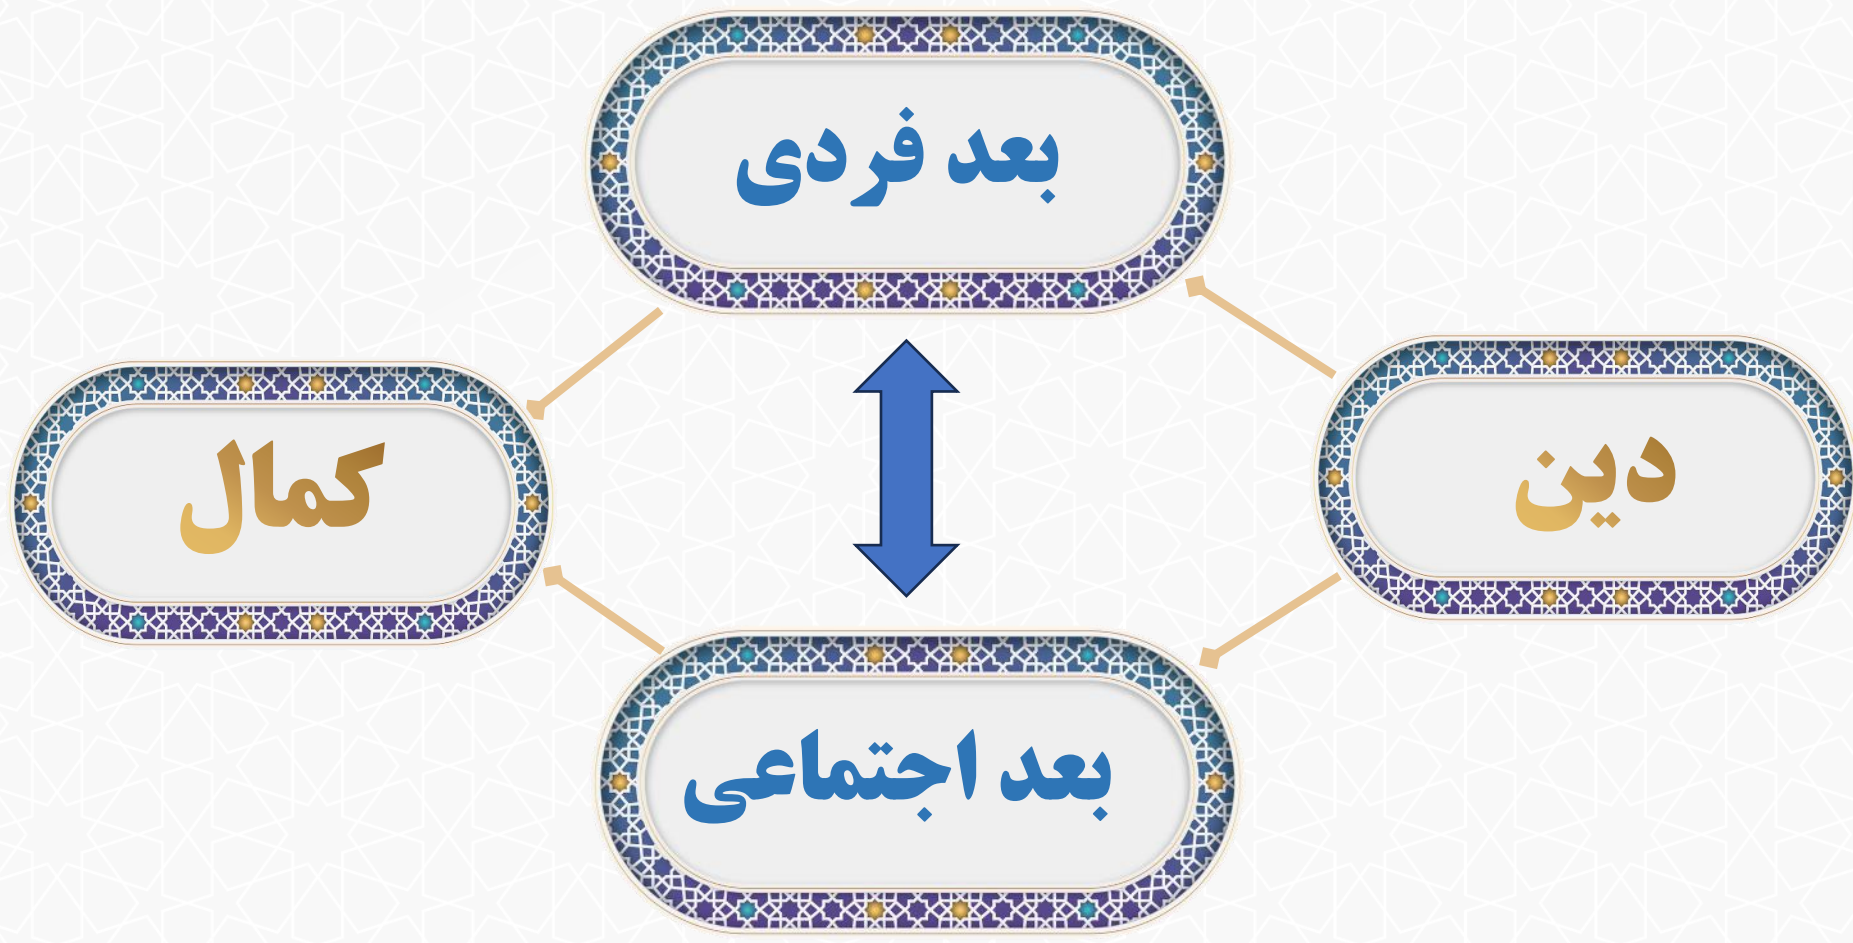 بعد فردی
دین
کمال
بعد اجتماعی